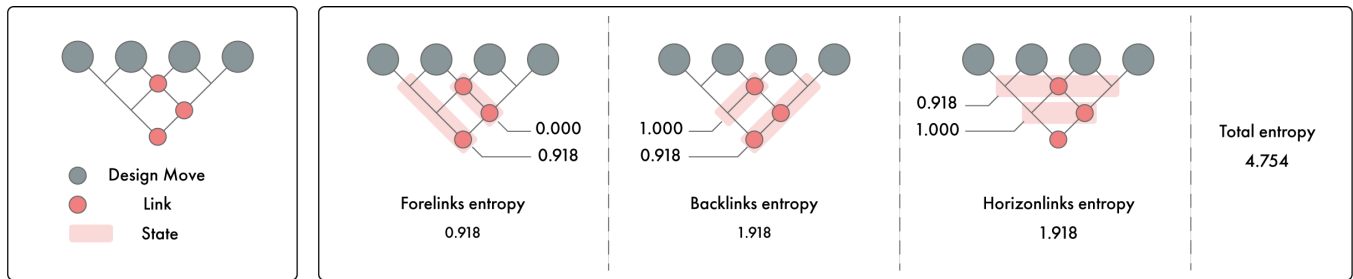 Design Move
Link
State
0.000
0.918
Forelinks entropy
0.918
1.000
0.918
Backlinks entropy
1.918
0.918
1.000
Horizonlinks entropy
1.918
Total entropy
4.754